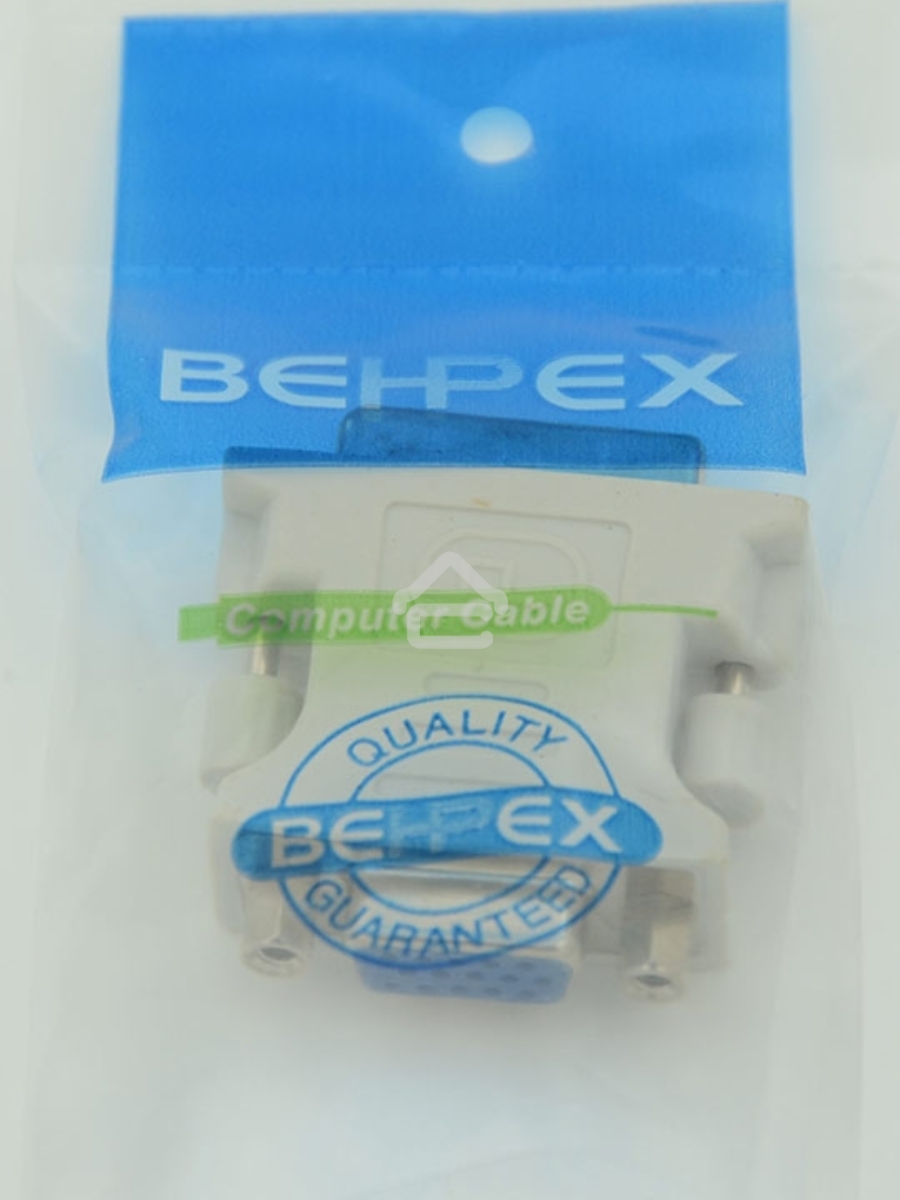 BEHPEX
Computer Cable
QUALITY
BEHPEX
GUARANTEED